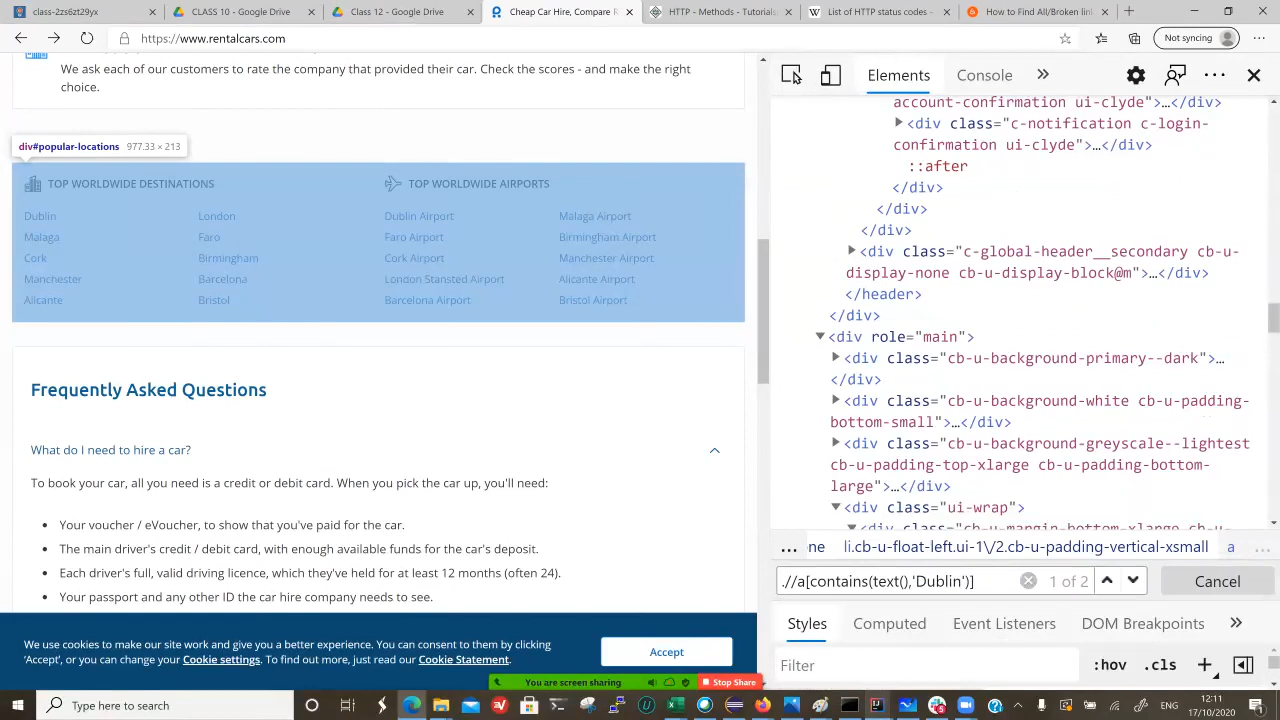 class-2zs6ft29xi
CLASS 10 - Google Drive
Class 12 - Google Drive
Cheap Car Hire, Compare R
HTTP - Methods - Tutorials
List of HTTP status codes -
How to Find All/Broken link
https://www.rentalcars.com
Not syncing
We ask each of our customers to rate the company that provided their car. Check the scores - and make the right
choice.
div#popular-locations 977.33 × 213
TOP WORLDWIDE DESTINATIONS
TOP WORLDWIDE AIRPORTS
Dublin London Dublin Airport Malaga Airport
Malaga Faro Faro Airport Birmingham Airport
Cork Birmingham Cork Airport Manchester Airport
Manchester Barcelona London Stansted Airport Alicante Airport
Alicante Bristol Barcelona Airport Bristol Airport
Frequently Asked Questions
What do I need to hire a car?
To book your car, all you need is a credit or debit card. When you pick the car up, you'll need:
• Your voucher / eVoucher, to show that you've paid for the car.
• The main driver's credit / debit card, with enough available funds for the car's deposit.
• Each driver's full, valid driving licence, which they've held for at least 12 months (often 24).
• Your passport and any other ID the car hire company needs to see.
We use cookies to make our site work and give you a better experience. You can consent to them by clicking
'Accept', or you can change your Cookie settings. To find out more, just read our Cookie Statement.
Accept
You are screen sharing
Stop Share
Elements Console
account-confirmation ui-clyde">…</div>
<div class="c-notification c-login-
confirmation ui-clyde">…</div>
::after
</div>
</div>
</div>
<div class="c-global-header__secondary cb-u-
display-none cb-u-display-block@m">…</div>
</header>
</div>
<div role="main">
<div class="cb-u-background-primary--dark">…
</div>
<div class="cb-u-background-white cb-u-padding-
bottom-small">…</div>
<div class="cb-u-background-greyscale--lightest
cb-u-padding-top-xlarge cb-u-padding-bottom-
large">…</div>
<div class="ui-wrap">
<div class="cb-u-margin-bottom-xlarge cb-u-
... one li.cb-u-float-left.ui-1\/2.cb-u-padding-vertical-xsmall a ...
.//a[contains(text(),'Dublin')]
1 of 2
Cancel
Styles Computed Event Listeners DOM Breakpoints
Filter
:hov .cls
Type here to search
12:11
17/10/2020